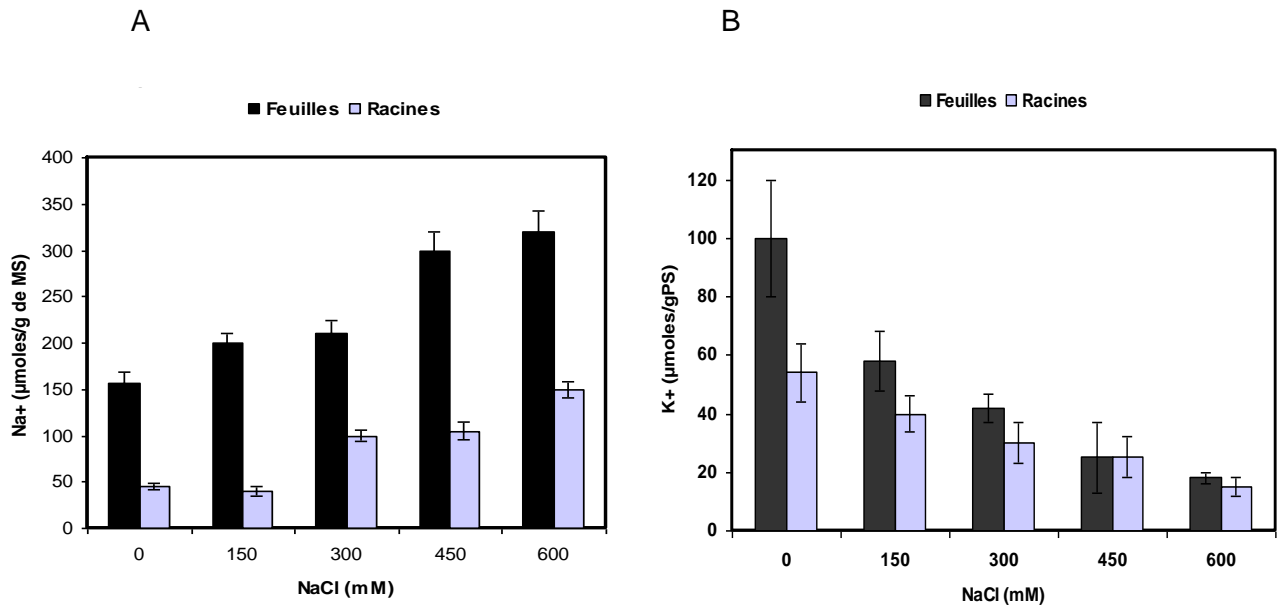 A
B
Feuilles Racines
400
350
300
250
200
150
100
50
0
Na+ (µmoles/g de MS)
0 150 300 450 600
NaCl (mM)
Feuilles Racines
120
100
80
60
40
20
0
K+ (µmoles/gPS)
0 150 300 450 600
NaCl (mM)